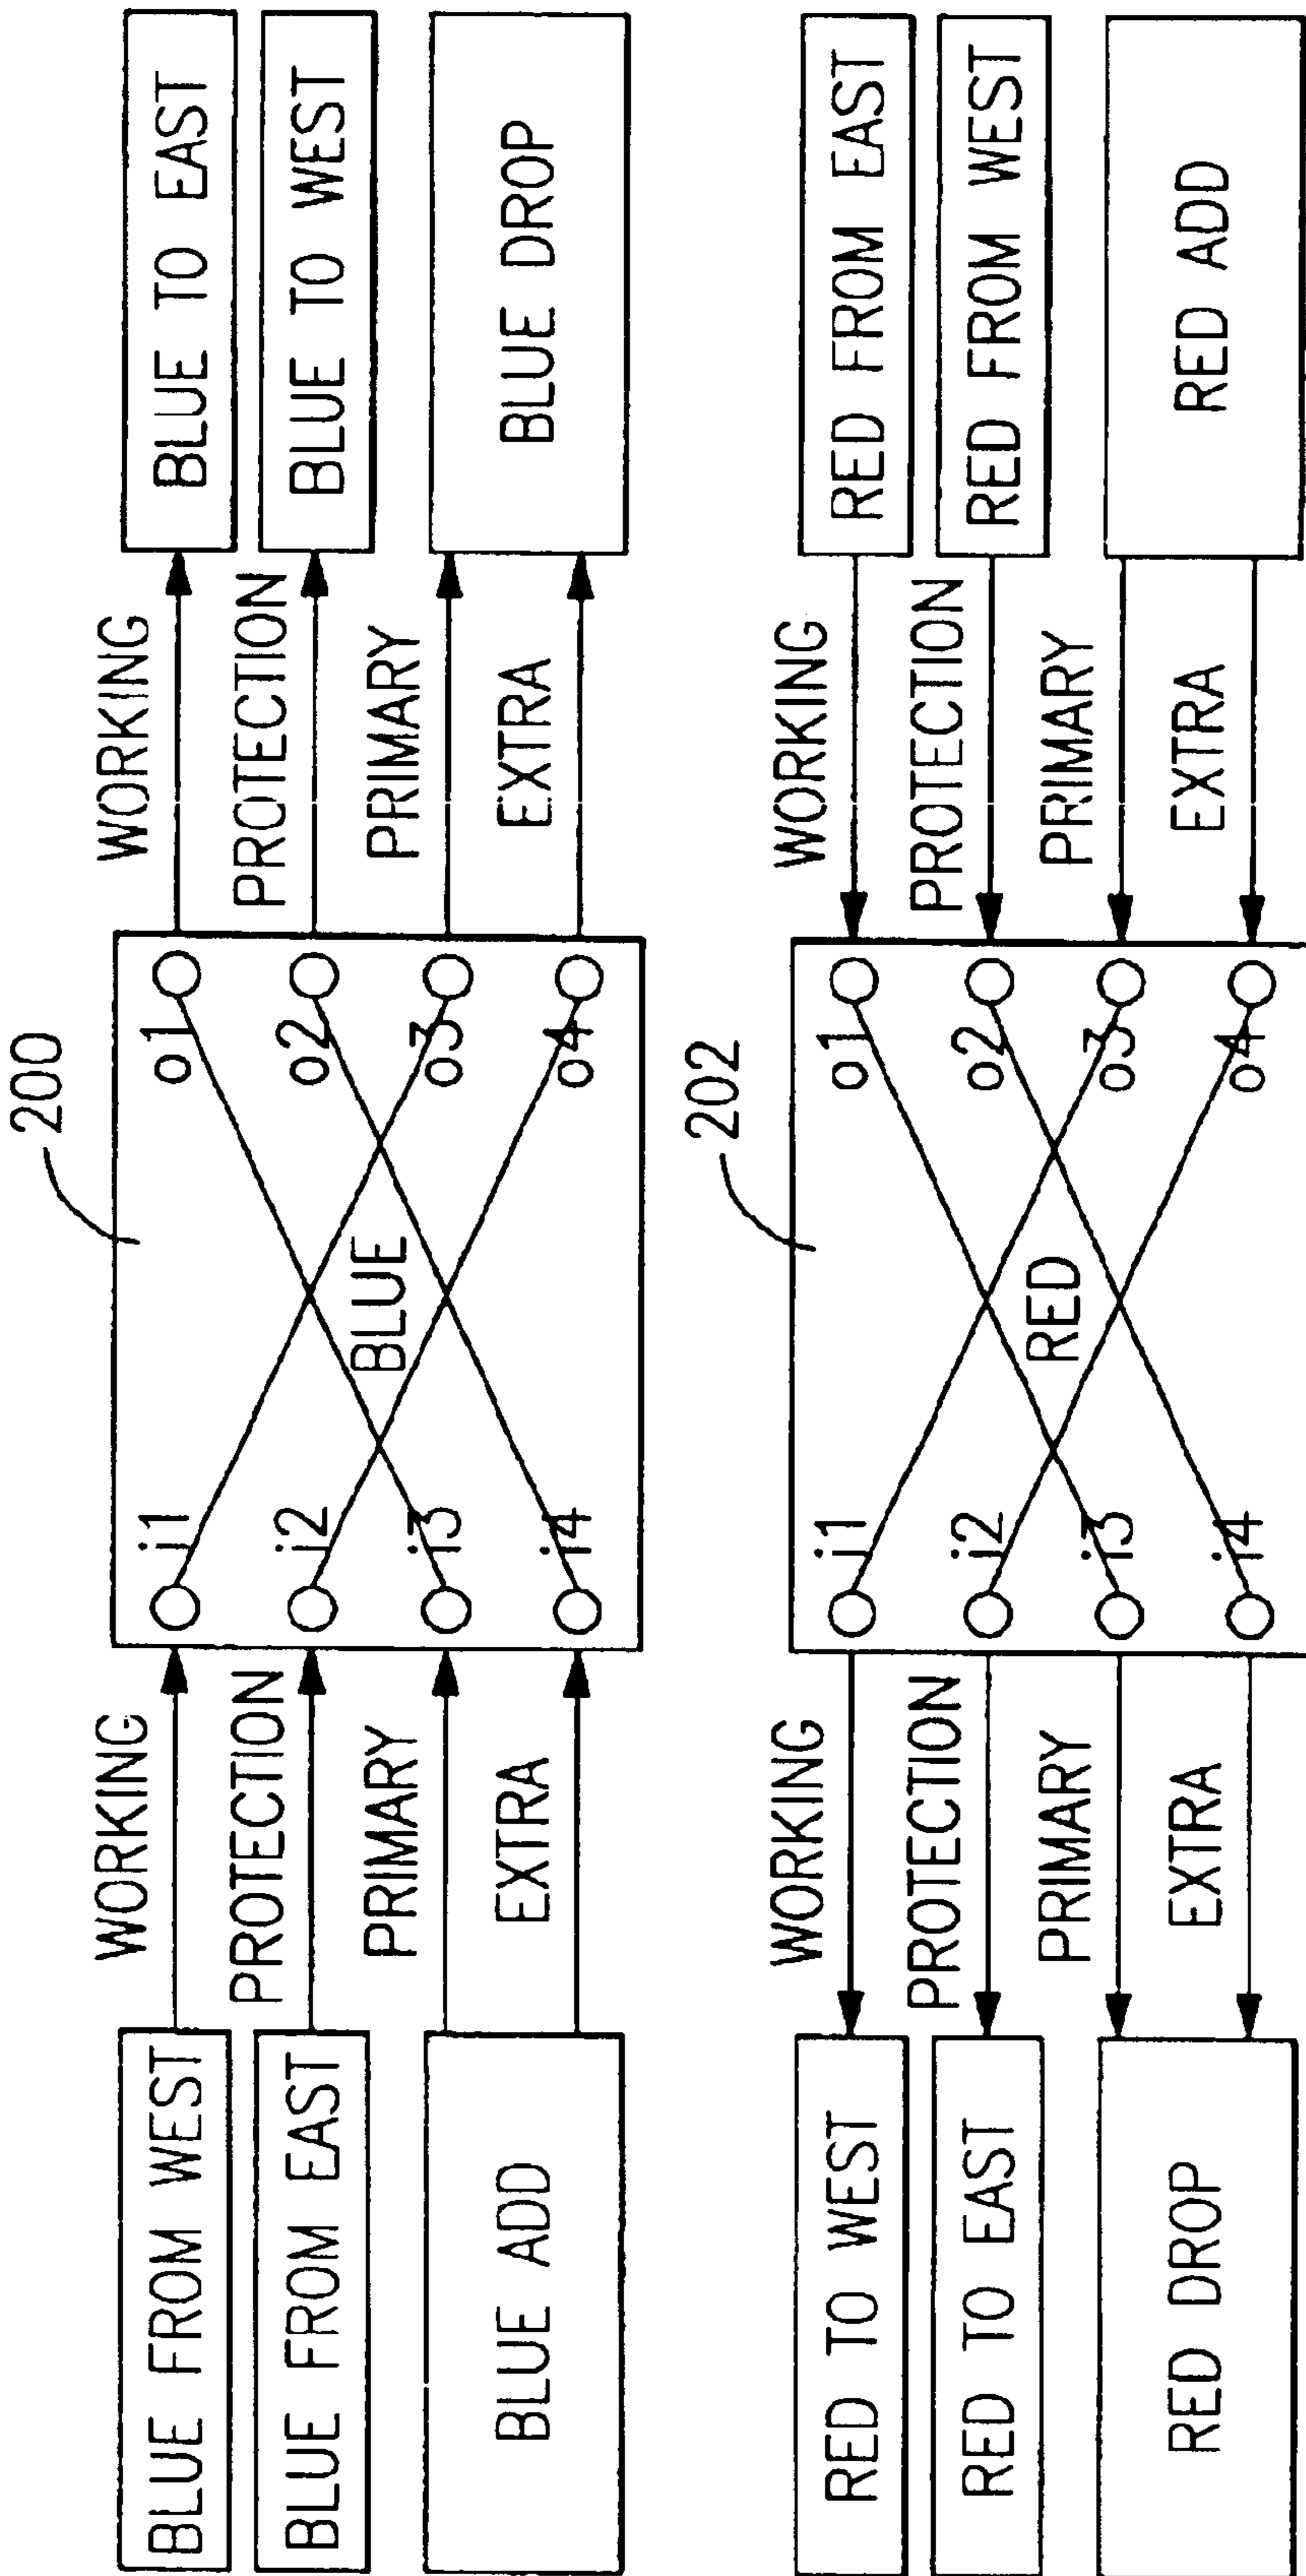 200
BLUE FROM WEST
BLUE FROM EAST
BLUE ADD
WORKING
PROTECTION
PRIMARY
EXTRA
i1
i2
i3
i4
BLUE
o1
o2
o3
o4
WORKING
PROTECTION
PRIMARY
EXTRA
BLUE TO EAST
BLUE TO WEST
BLUE DROP
202
RED TO WEST
RED TO EAST
RED DROP
WORKING
PROTECTION
PRIMARY
EXTRA
i1
i2
i3
i4
RED
o1
o2
o3
o4
WORKING
PROTECTION
PRIMARY
EXTRA
RED FROM EAST
RED FROM WEST
RED ADD